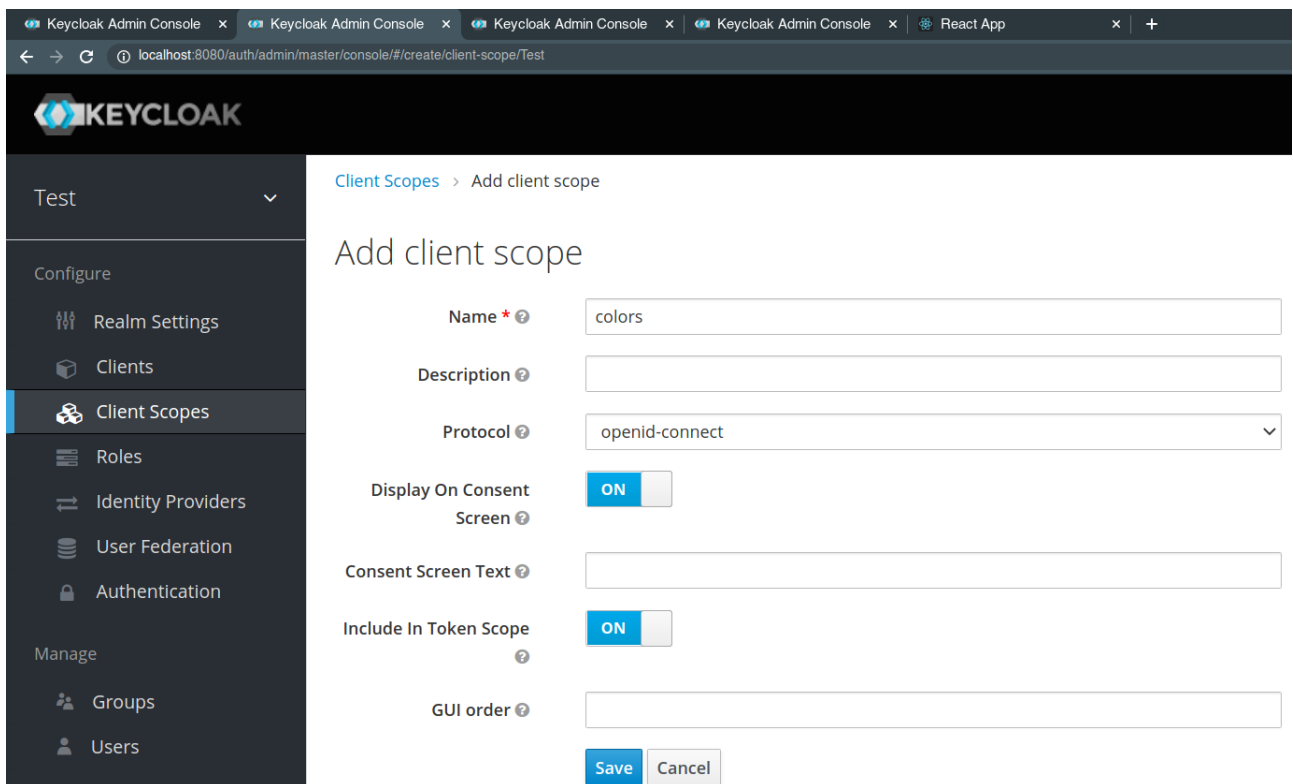 Keycloak Admin Console
Keycloak Admin Console
Keycloak Admin Console
Keycloak Admin Console
React App
localhost:8080/auth/admin/master/console/#/create/client-scope/Test
KEYCLOAK
Test
Configure
Realm Settings
Clients
Client Scopes
Roles
Identity Providers
User Federation
Authentication
Manage
Groups
Users
Client Scopes > Add client scope
Add client scope
Name *
colors
Description
Protocol
openid-connect
Display On Consent
Screen
ON
Consent Screen Text
Include In Token Scope
ON
GUI order
Save
Cancel